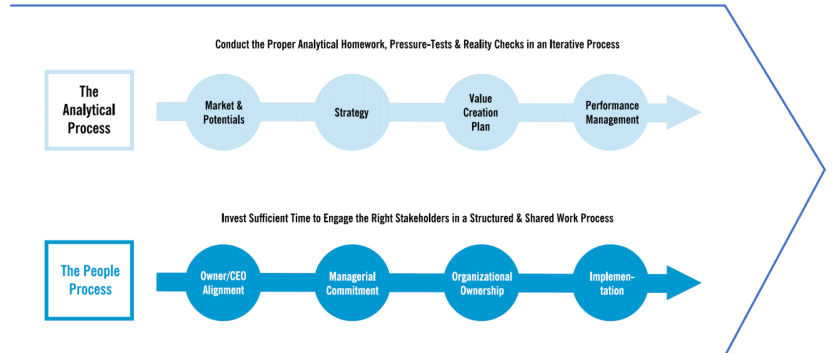 Conduct the Proper Analytical Homework, Pressure-Tests & Reality Checks in an Iterative Process
The
Analytical
Process
Market &
Potentials
Strategy
Value
Creation
Plan
Performance
Management
Invest Sufficient Time to Engage the Right Stakeholders in a Structured & Shared Work Process
The People
Process
Owner/CEO
Alignment
Managerial
Commitment
Organizational
Ownership
Implemen-
tation